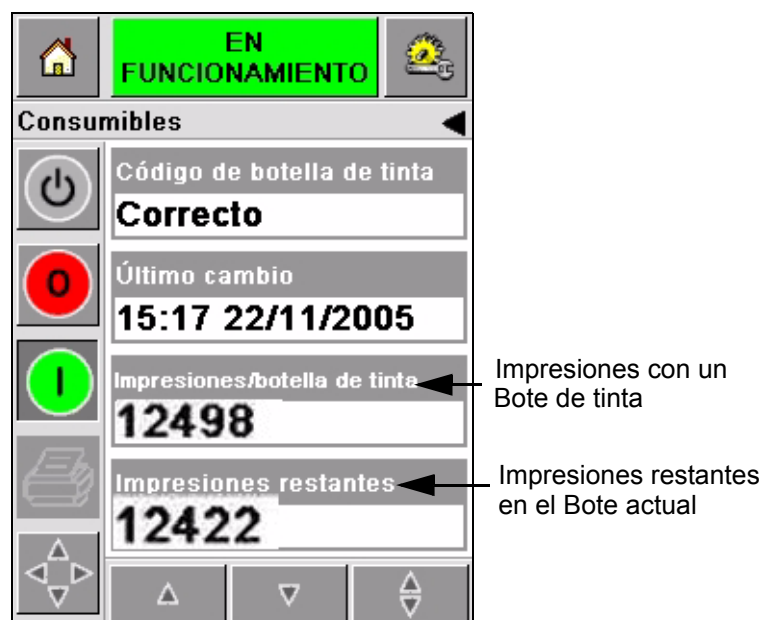 EN
FUNCIONAMIENTO
Consumibles
Código de botella de tinta
Correcto
Último cambio
15:17 22/11/2005
Impresiones/botella de tinta
12498
Impresiones con un
Bote de tinta
Impresiones restantes
12422
Impresiones restantes
en el Bote actual
O
I